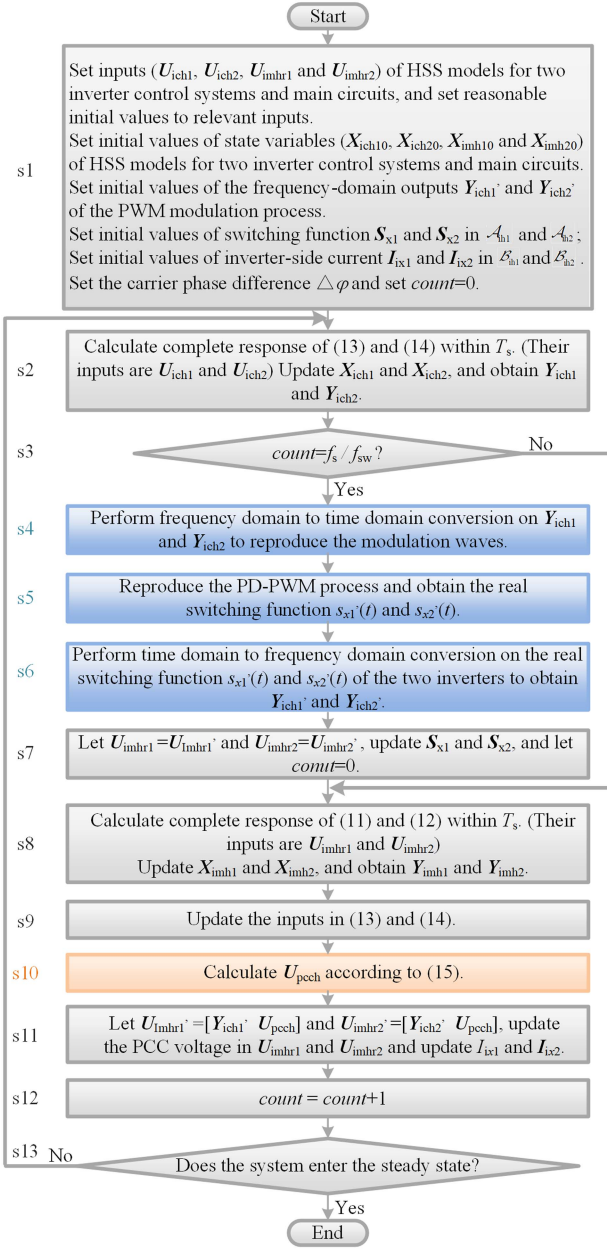 Start
s1
Set inputs (Uich1, Uich2, Uimhr1 and Uimhr2) of HSS models for two
inverter control systems and main circuits, and set reasonable
initial values to relevant inputs.
Set initial values of state variables (Xich10, Xich20, Ximh10 and Ximh20)
of HSS models for two inverter control systems and main circuits.
Set initial values of the frequency-domain outputs Yich1' and Yich2'
of the PWM modulation process.
Set initial values of switching function Sx1 and Sx2 in 𝒜ih1 and 𝒜ih2;
Set initial values of inverter-side current Iix1 and Iix2 in ℬih1 and ℬih2.
Set the carrier phase difference △φ and set count=0.
s2
Calculate complete response of (13) and (14) within Ts. (Their
inputs are Uich1 and Uich2) Update Xich1 and Xich2, and obtain Yich1
and Yich2.
s3
count=fs/fsw?
No
Yes
s4
Perform frequency domain to time domain conversion on Yich1
and Yich2 to reproduce the modulation waves.
s5
Reproduce the PD-PWM process and obtain the real
switching function sx1'(t) and sx2'(t).
s6
Perform time domain to frequency domain conversion on the real
switching function sx1'(t) and sx2'(t) of the two inverters to obtain
Yich1' and Yich2'.
s7
Let Uimhr1=UImhr1' and Uimhr2=Uimhr2', update Sx1 and Sx2, and let
conut=0.
s8
Calculate complete response of (11) and (12) within Ts. (Their
inputs are Uimhr1 and Uimhr2)
Update Ximh1 and Ximh2, and obtain Yimh1 and Yimh2.
s9
Update the inputs in (13) and (14).
s10
Calculate Upcch according to (15).
s11
Let UImhr1'=[Yich1' Upcch] and Uimhr2'=[Yich2' Upcch], update
the PCC voltage in Uimhr1 and Uimhr2 and update Iix1 and Iix2.
s12
count = count+1
s13
No
Does the system enter the steady state?
Yes
End